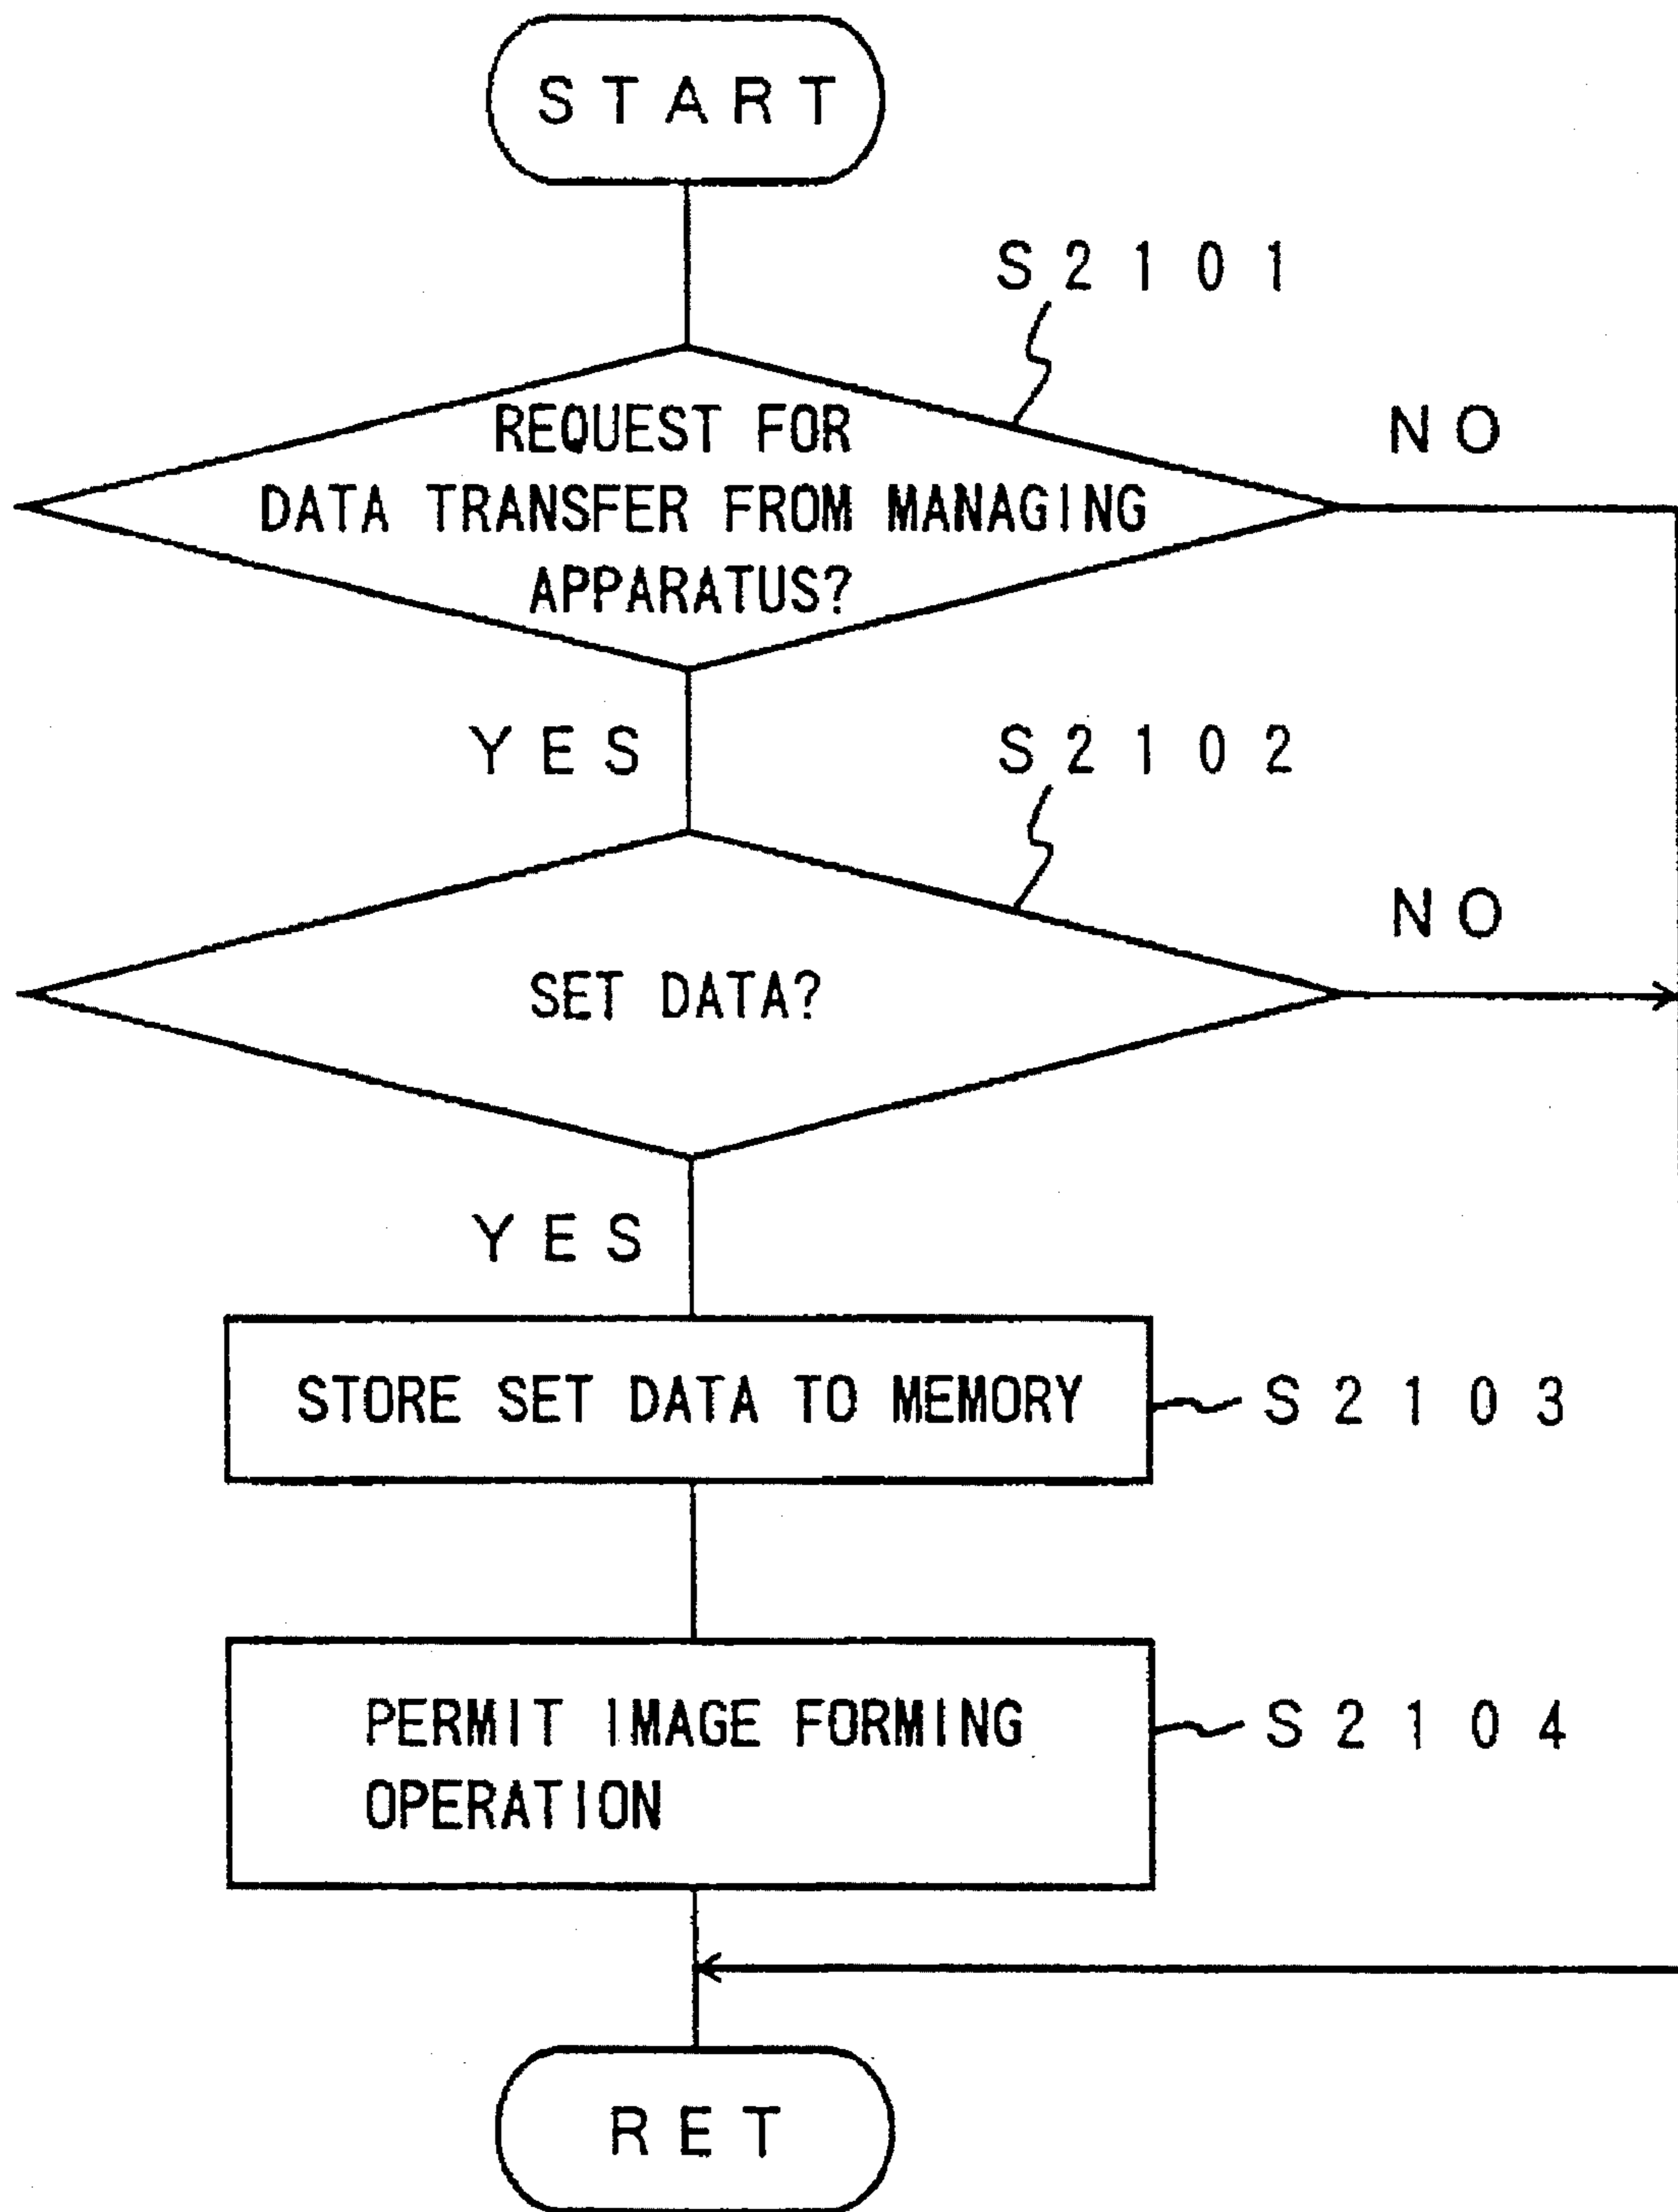 START
S2101
REQUEST FOR
NO
DATA TRANSFER FROM MANAGING
APPARATUS?
YES
S2102
NO
SET DATA?
YES
STORE SET DATA TO MEMORY
S2103
PERMIT IMAGE FORMING
OPERATION
S2104
RET